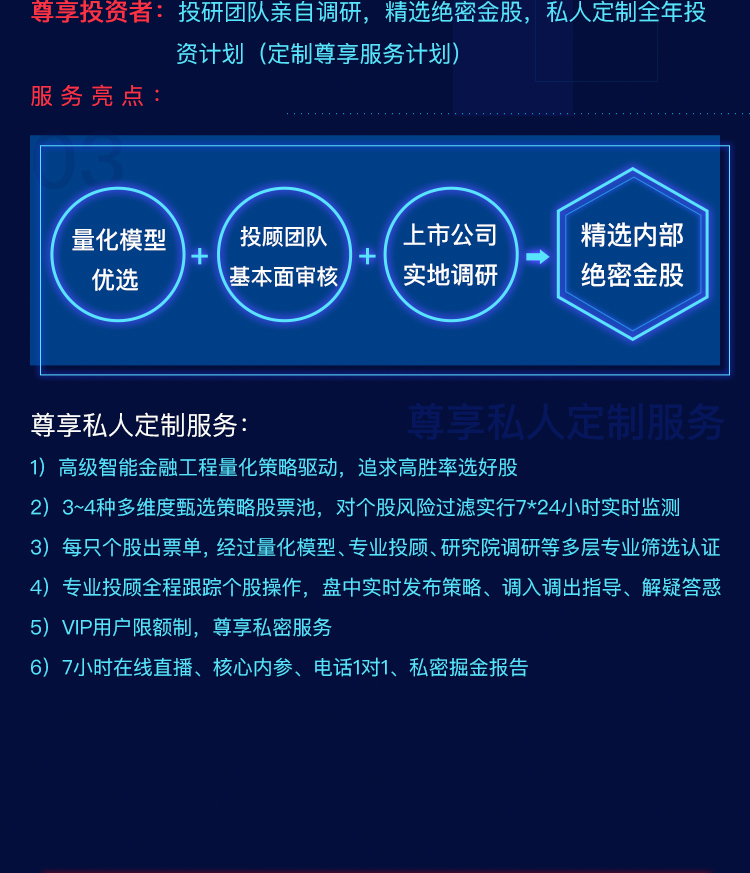 尊享投资者：投研团队亲自调研，精选绝密金股，私人定制全年投
资计划（定制尊享服务计划）
服务亮点：
03
量化模型
优选
+
投顾团队
基本面审核
+
上市公司
实地调研
精选内部
绝密金股
尊享私人定制服务：
尊享私人定制服务
1）高级智能金融工程量化策略驱动，追求高胜率选好股
2）3~4种多维度甄选策略股票池，对个股风险过滤实行7*24小时实时监测
3）每只个股出票单，经过量化模型、专业投顾、研究院调研等多层专业筛选认证
4）专业投顾全程跟踪个股操作，盘中实时发布策略、调入调出指导、解疑答惑
5）VIP用户限额制，尊享私密服务
6）7小时在线直播、核心内参、电话1对1、私密掘金报告